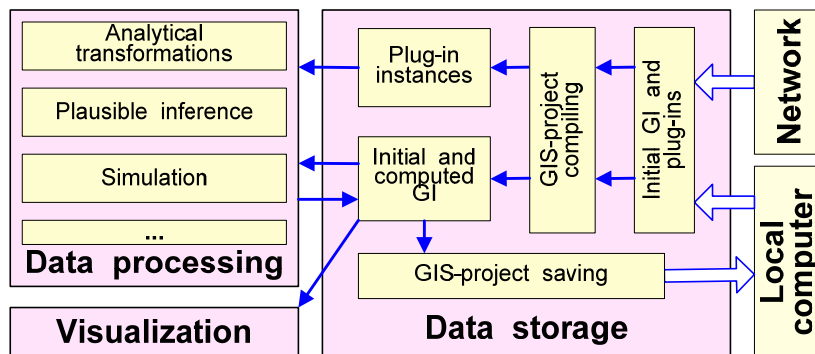 Analytical
transformations
Plausible inference
Simulation
...
Data processing
Visualization
Plug-in
instances
Initial and
computed
GI
GIS-project
compiling
Initial GI and
plug-ins
GIS-project saving
Data storage
Network
Local
computer